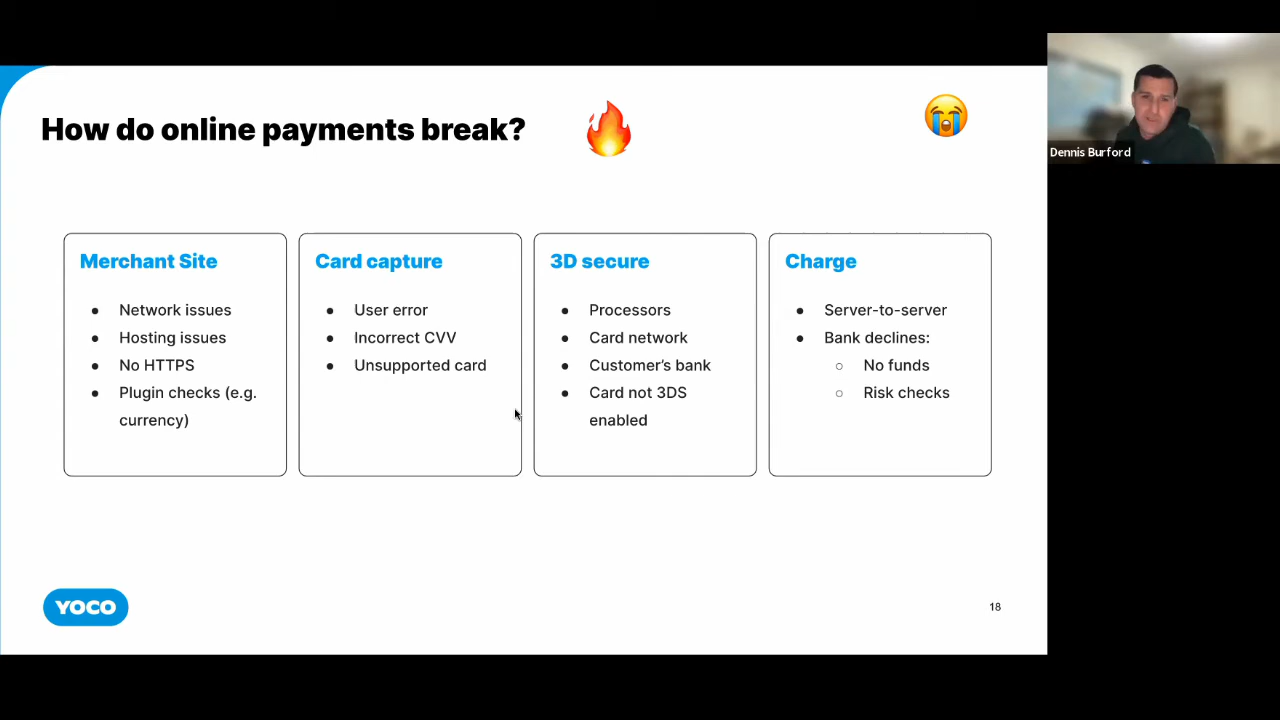 How do online payments break?
Dennis Burford
Merchant Site
● Network issues
● Hosting issues
● No HTTPS
● Plugin checks (e.g.
currency)
Card capture
● User error
● Incorrect CVV
● Unsupported card
3D secure
● Processors
● Card network
● Customer's bank
● Card not 3DS
enabled
Charge
● Server-to-server
● Bank declines:
○ No funds
○ Risk checks
YOCO
18